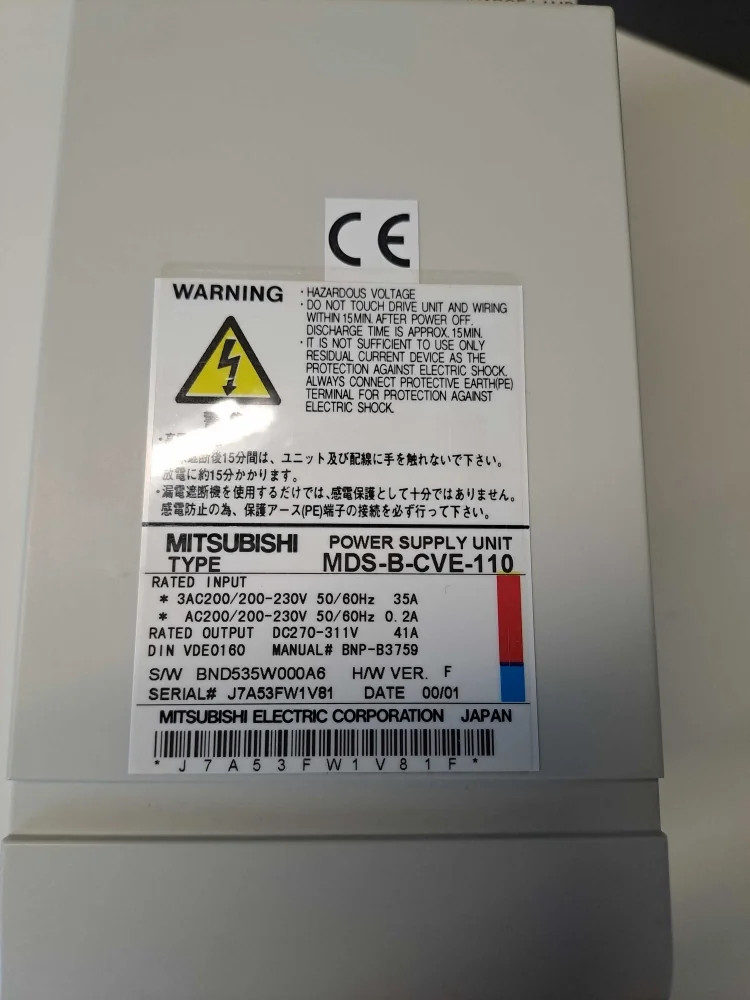 CE
WARNING
・HAZARDOUS VOLTAGE
・DO NOT TOUCH DRIVE UNIT AND WIRING
WITHIN 15MIN. AFTER POWER OFF.
DISCHARGE TIME IS APPROX. 15MIN.
・IT IS NOT SUFFICIENT TO USE ONLY
RESIDUAL CURRENT DEVICE AS THE
PROTECTION AGAINST ELECTRIC SHOCK.
ALWAYS CONNECT PROTECTIVE EARTH(PE)
TERMINAL FOR PROTECTION AGAINST
ELECTRIC SHOCK.
断後15分間は、ユニット及び配線に手を触れないで下さい。
放電に約15分かかります。
・漏電遮断機を使用するだけでは、感電保護として十分ではありません。
感電防止の為、保護アース(PE)端子の接続を必ず行って下さい。
MITSUBISHI POWER SUPPLY UNIT
TYPE MDS-B-CVE-110
RATED INPUT
* 3AC200/200-230V 50/60Hz 35A
* AC200/200-230V 50/60Hz 0.2A
RATED OUTPUT DC270-311V 41A
DIN VDE0160 MANUAL# BNP-B3759
S/W BND535W000A6 H/W VER. F
SERIAL# J7A53FW1V81 DATE 00/01
MITSUBISHI ELECTRIC CORPORATION JAPAN
* J 7 A 5 3 F W 1 V 8 1 F *